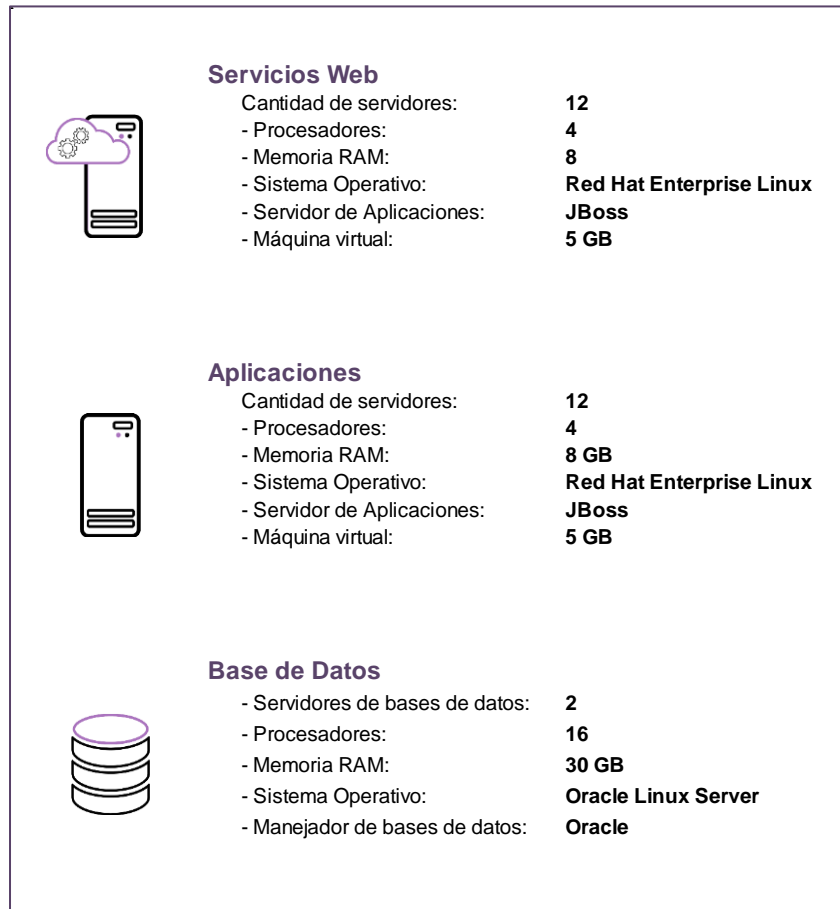 Servicios Web
Cantidad de servidores: 12
- Procesadores: 4
- Memoria RAM: 8
- Sistema Operativo: Red Hat Enterprise Linux
- Servidor de Aplicaciones: JBoss
- Máquina virtual: 5 GB
Aplicaciones
Cantidad de servidores: 12
- Procesadores: 4
- Memoria RAM: 8 GB
- Sistema Operativo: Red Hat Enterprise Linux
- Servidor de Aplicaciones: JBoss
- Máquina virtual: 5 GB
Base de Datos
- Servidores de bases de datos: 2
- Procesadores: 16
- Memoria RAM: 30 GB
- Sistema Operativo: Oracle Linux Server
- Manejador de bases de datos: Oracle